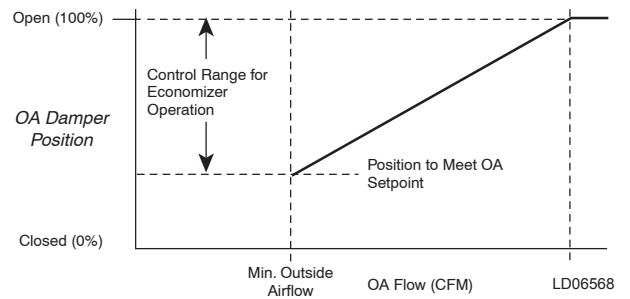 Open (100%)
Control Range for
Economizer
Operation
OA Damper
Position
Position to Meet OA
Setpoint
Closed (0%)
Min. Outside
Airflow
OA Flow (CFM)
LD06568